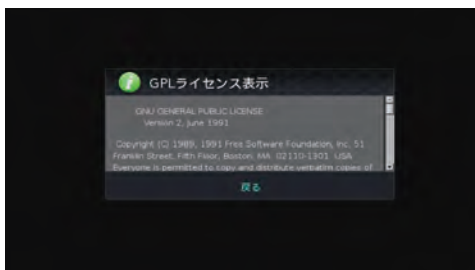 GPLライセンス表示
GNU GENERAL PUBLIC LICENSE
Version 2, June 1991
Copyright (C) 1989, 1991 Free Software Foundation, Inc. 51
Franklin Street, Fifth Floor, Boston, MA 02110-1301 USA
Everyone is permitted to copy and distribute verbatim copies of
戻る